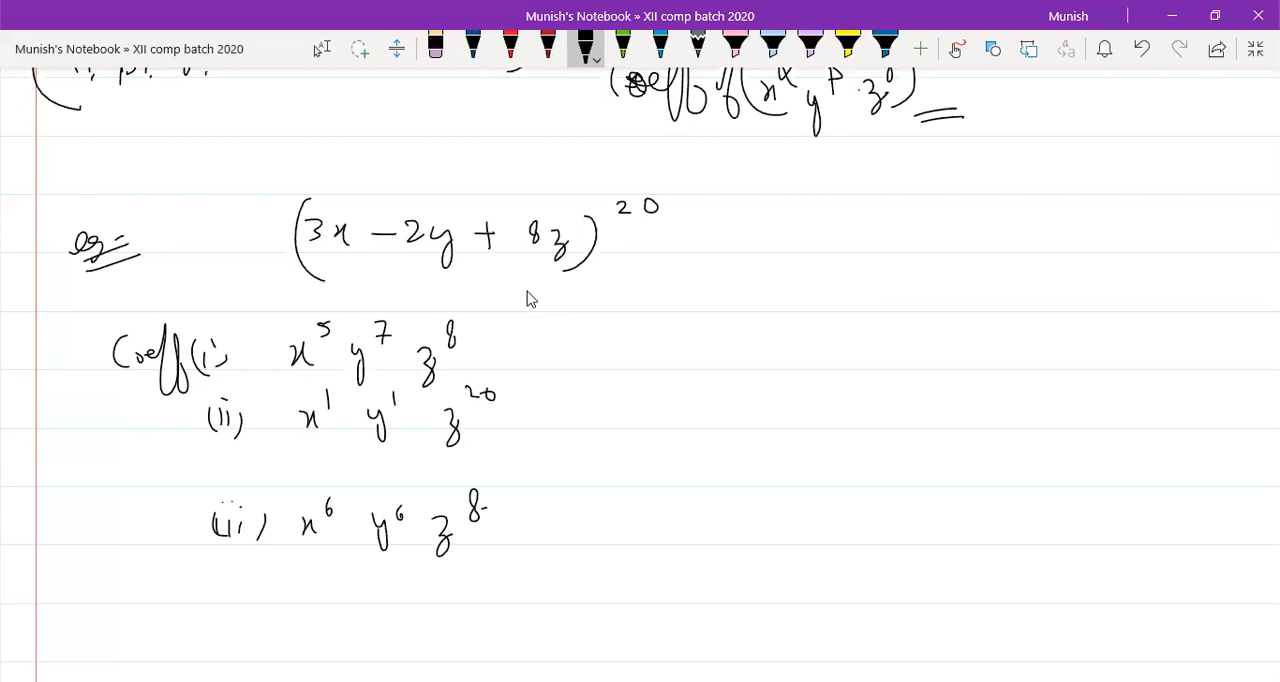 Munish's Notebook » XII comp batch 2020
Munish
Munish's Notebook » XII comp batch 2020
Coeff of (x^α y^β . z^γ)
eg = (3x - 2y + 8z)^20
Coeff (i) x^5 y^7 z^8
(ii) x^1 y^1 z^20
(iii) x^6 y^6 z^8